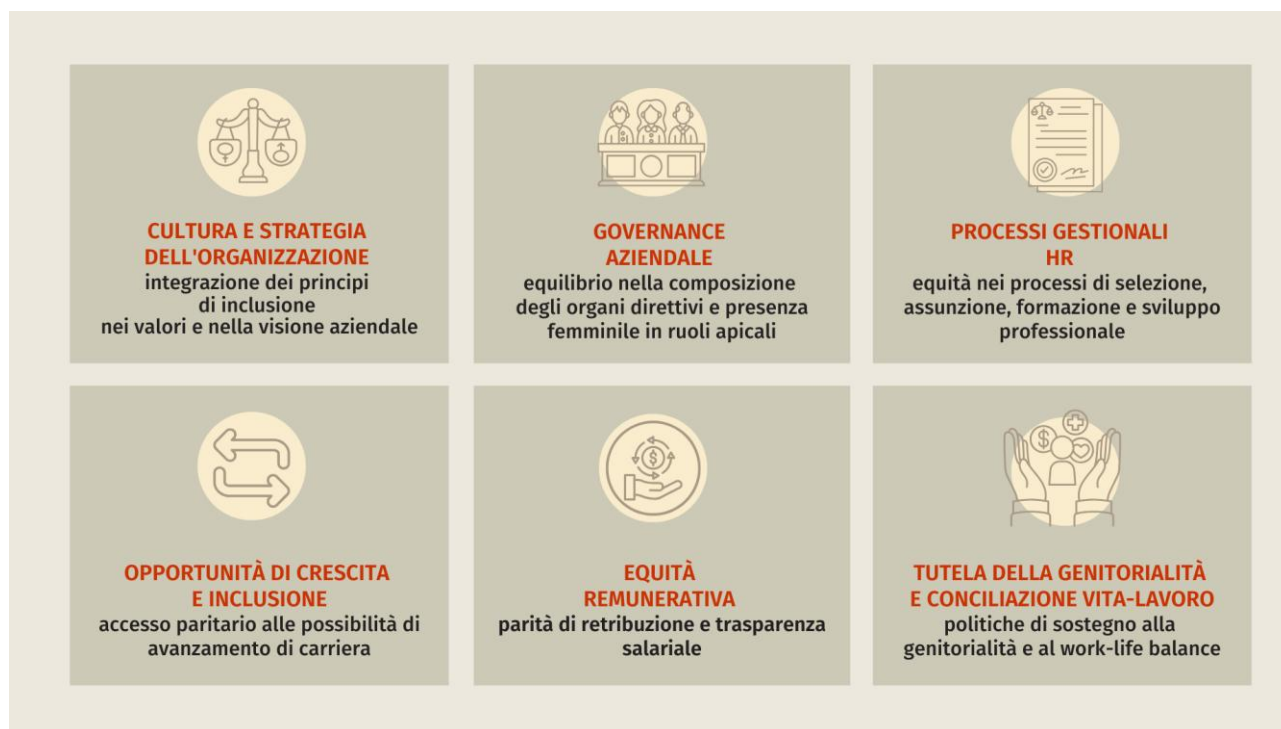 CULTURA E STRATEGIA
DELL'ORGANIZZAZIONE
integrazione dei principi
di inclusione
nei valori e nella visione aziendale
GOVERNANCE
AZIENDALE
equilibrio nella composizione
degli organi direttivi e presenza
femminile in ruoli apicali
PROCESSI GESTIONALI
HR
equità nei processi di selezione,
assunzione, formazione e sviluppo
professionale
OPPORTUNITÀ DI CRESCITA
E INCLUSIONE
accesso paritario alle possibilità di
avanzamento di carriera
EQUITÀ
REMUNERATIVA
parità di retribuzione e trasparenza
salariale
TUTELA DELLA GENITORIALITÀ
E CONCILIAZIONE VITA-LAVORO
politiche di sostegno alla
genitorialità e al work-life balance